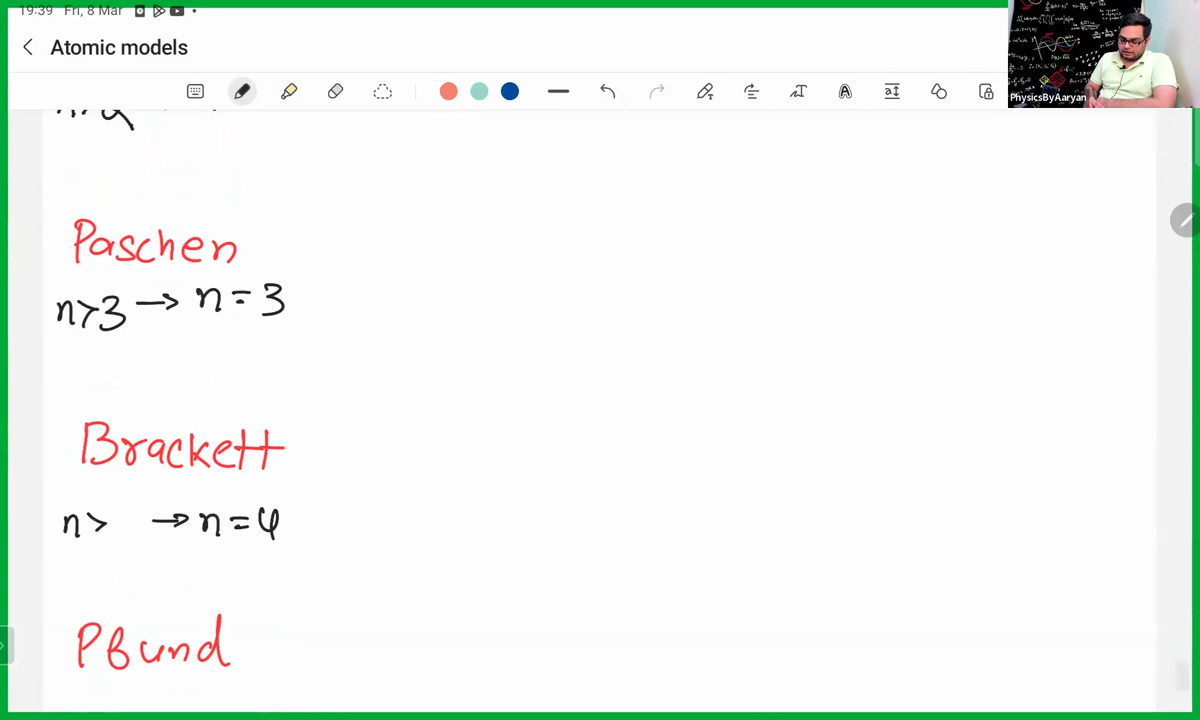 19:39 Fri, 8 Mar
Atomic models
PhysicsByAaryan
Paschen
n>3 → n = 3
Brackett
n> → n = 4
Pfund